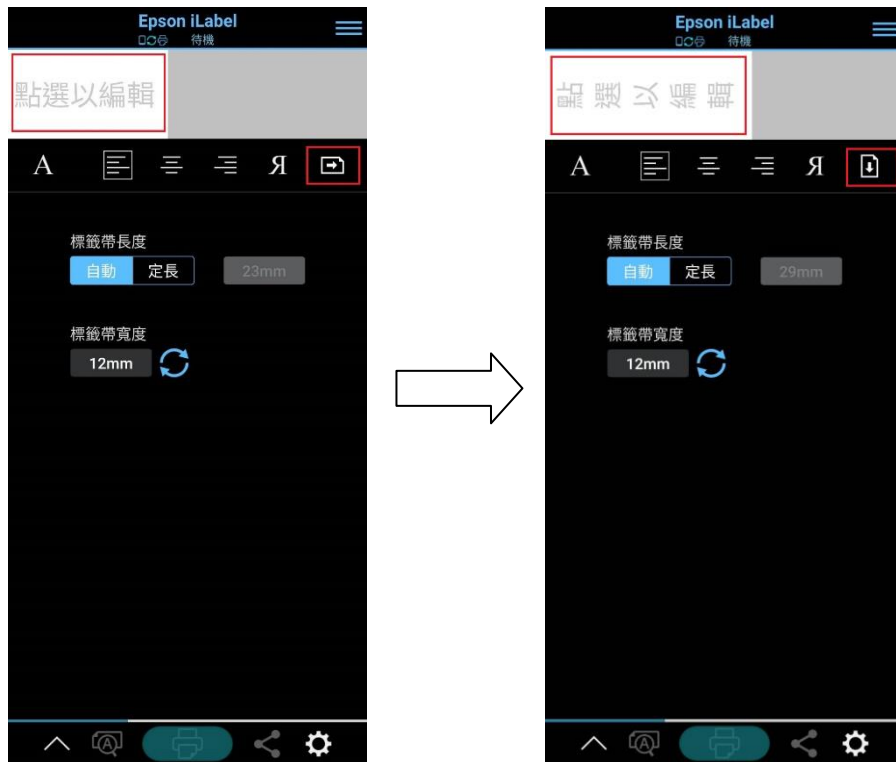 Epson iLabel
待機
點選以編輯
A
Я
標籤帶長度
自動 定長 23mm
標籤帶寬度
12mm
Epson iLabel
待機
點選以編輯
A
Я
標籤帶長度
自動 定長 29mm
標籤帶寬度
12mm